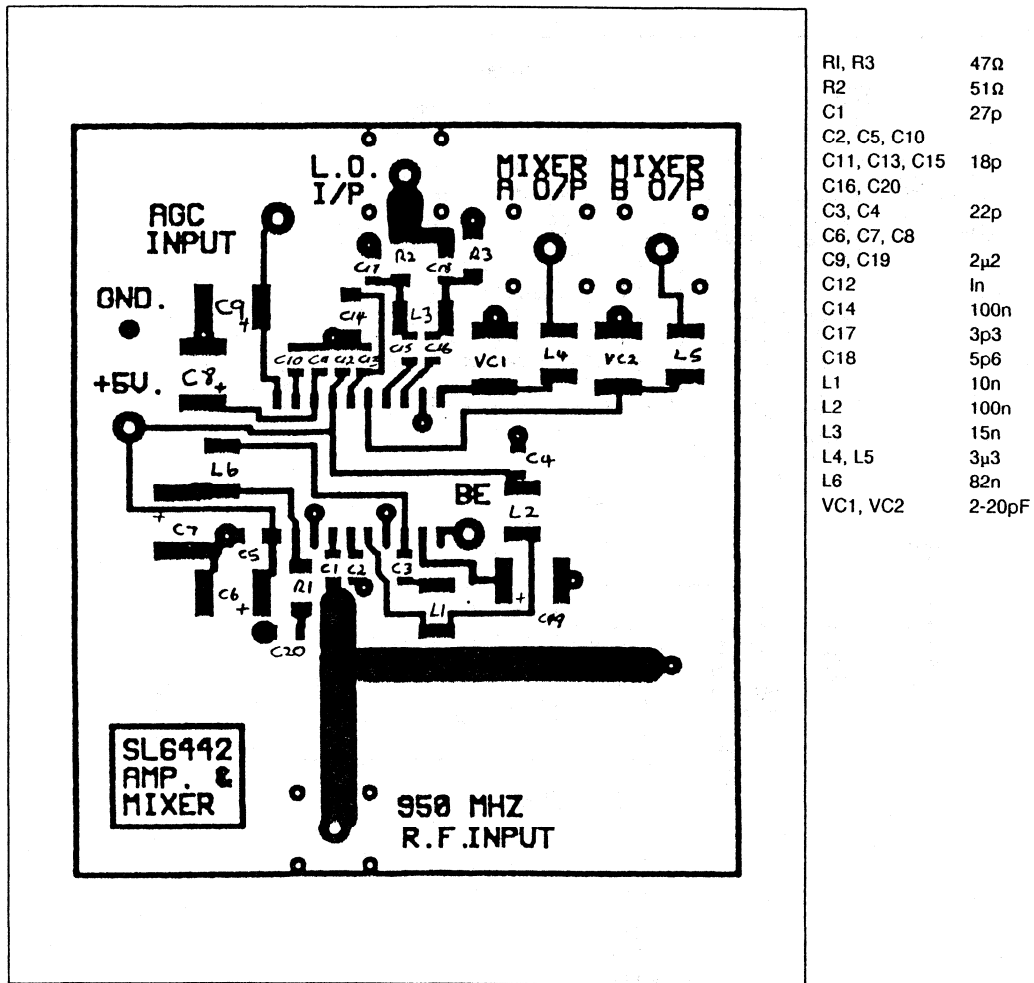 L.O.
I/P
MIXER MIXER
A O/P B O/P
AGC
INPUT
C17
R2
C18
R3
GND.
C9
+
C14
L3
C10
C9
C12
C13
C15
C16
VC1
L4
VC2
L5
+5V.
C8
+
L6
C4
BE
L2
+
C7
C5
C6
+
R1
C1
C2
C3
L1
+
C19
C20
SL6442
AMP. &
MIXER
950 MHZ
R.F.INPUT
RI, R3 47Ω
R2 51Ω
C1 27p
C2, C5, C10
C11, C13, C15 18p
C16, C20
C3, C4 22p
C6, C7, C8
C9, C19 2µ2
C12 In
C14 100n
C17 3p3
C18 5p6
L1 10n
L2 100n
L3 15n
L4, L5 3µ3
L6 82n
VC1, VC2 2-20pF